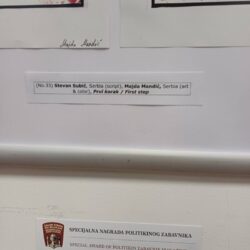 Majda Mandić
(No.33) Stevan Subić, Serbia (script), Majda Mandić, Serbia (art
& color), Prvi korak / First step
SPECIJALNA NAGRADA POLITIKINOG ZABAVNIKA
SPECIAL AWARD OF POLITIKIN ZABAVNIK